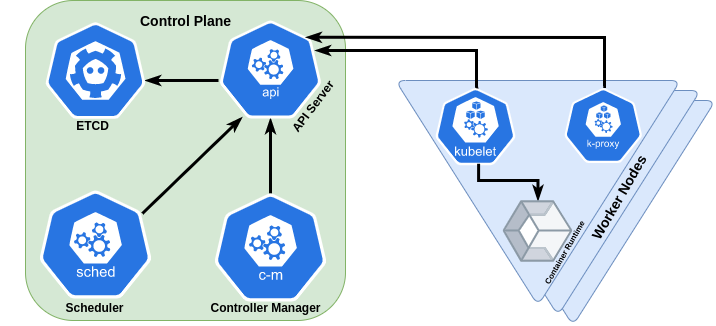 Control Plane
ETCD
api
API Server
kubelet
k-proxy
Worker Nodes
Container Runtime
sched
Scheduler
c-m
Controller Manager